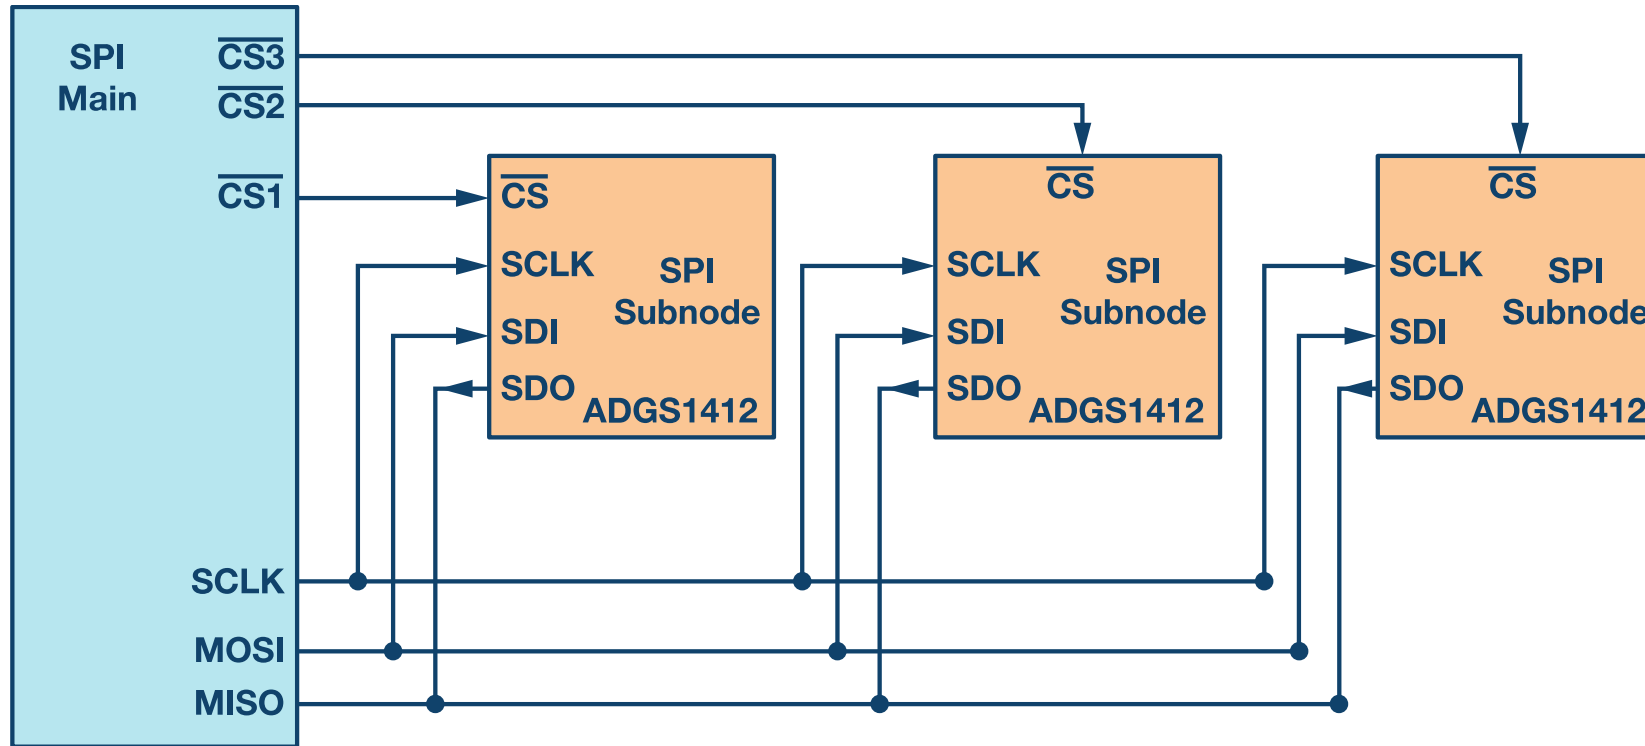 SPI
Main
CS3
CS2
CS1
SCLK
MOSI
MISO
CS
SCLK
SPI
Subnode
SDI
SDO
ADGS1412
CS
SCLK
SPI
Subnode
SDI
SDO
ADGS1412
CS
SCLK
SPI
Subnode
SDI
SDO
ADGS1412